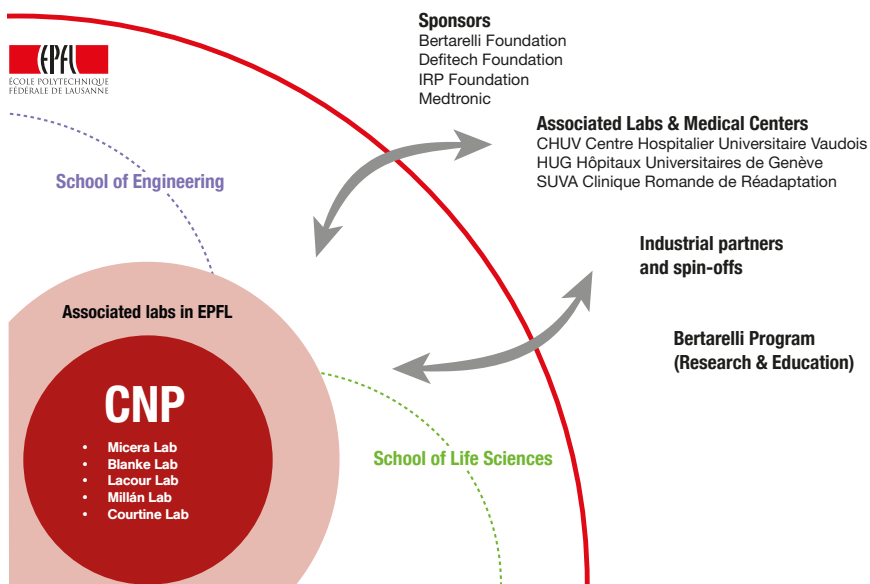 Sponsors
Bertarelli Foundation
Defitech Foundation
IRP Foundation
Medtronic
EPFL
ÉCOLE POLYTECHNIQUE
FÉDÉRALE DE LAUSANNE
Associated Labs & Medical Centers
CHUV Centre Hospitalier Universitaire Vaudois
HUG Hôpitaux Universitaires de Genève
SUVA Clinique Romande de Réadaptation
School of Engineering
Industrial partners
and spin-offs
Associated labs in EPFL
Bertarelli Program
(Research & Education)
CNP
• Micera Lab
• Blanke Lab
• Lacour Lab
• Millán Lab
• Courtine Lab
School of Life Sciences